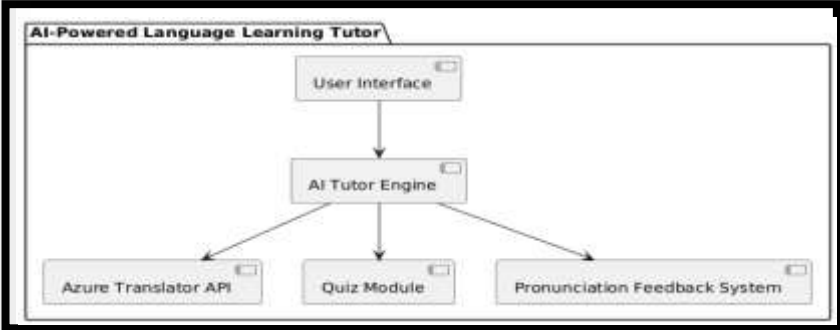 AI-Powered Language Learning Tutor
User Interface
AI Tutor Engine
Azure Translator API
Quiz Module
Pronunciation Feedback System